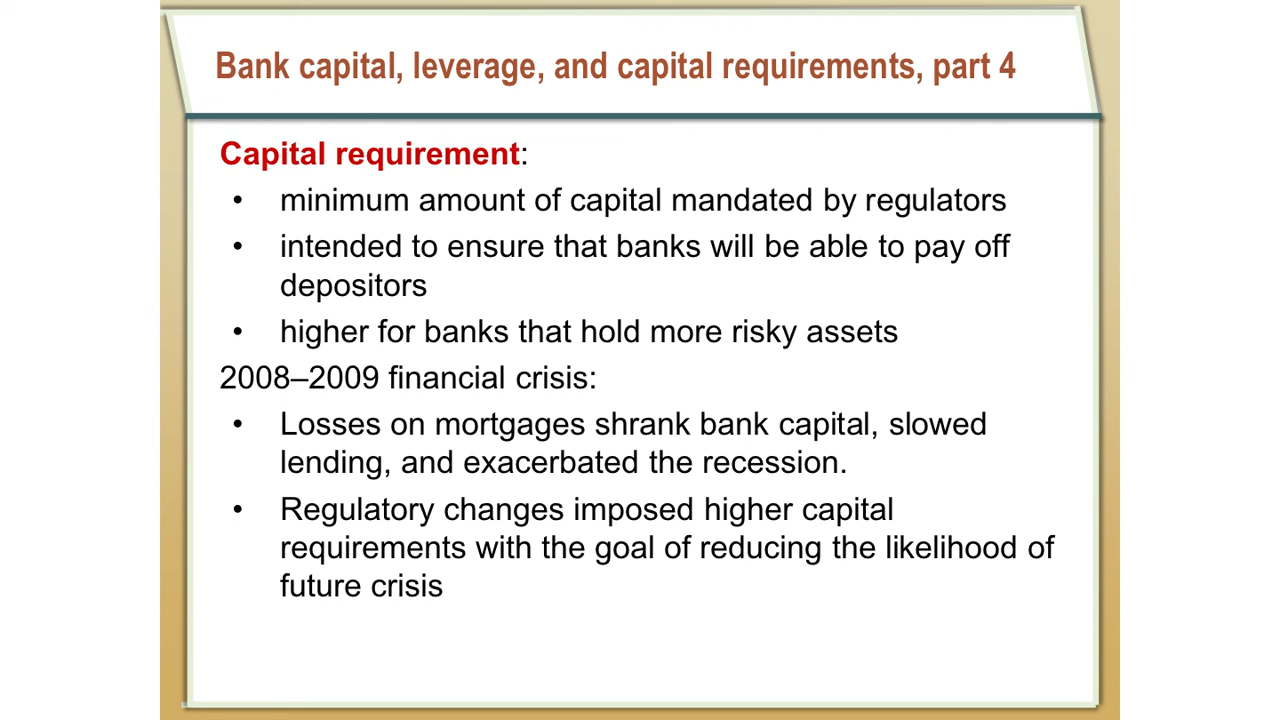 Bank capital, leverage, and capital requirements, part 4
Capital requirement:
• minimum amount of capital mandated by regulators
• intended to ensure that banks will be able to pay off
depositors
• higher for banks that hold more risky assets
2008–2009 financial crisis:
• Losses on mortgages shrank bank capital, slowed
lending, and exacerbated the recession.
• Regulatory changes imposed higher capital
requirements with the goal of reducing the likelihood of
future crisis